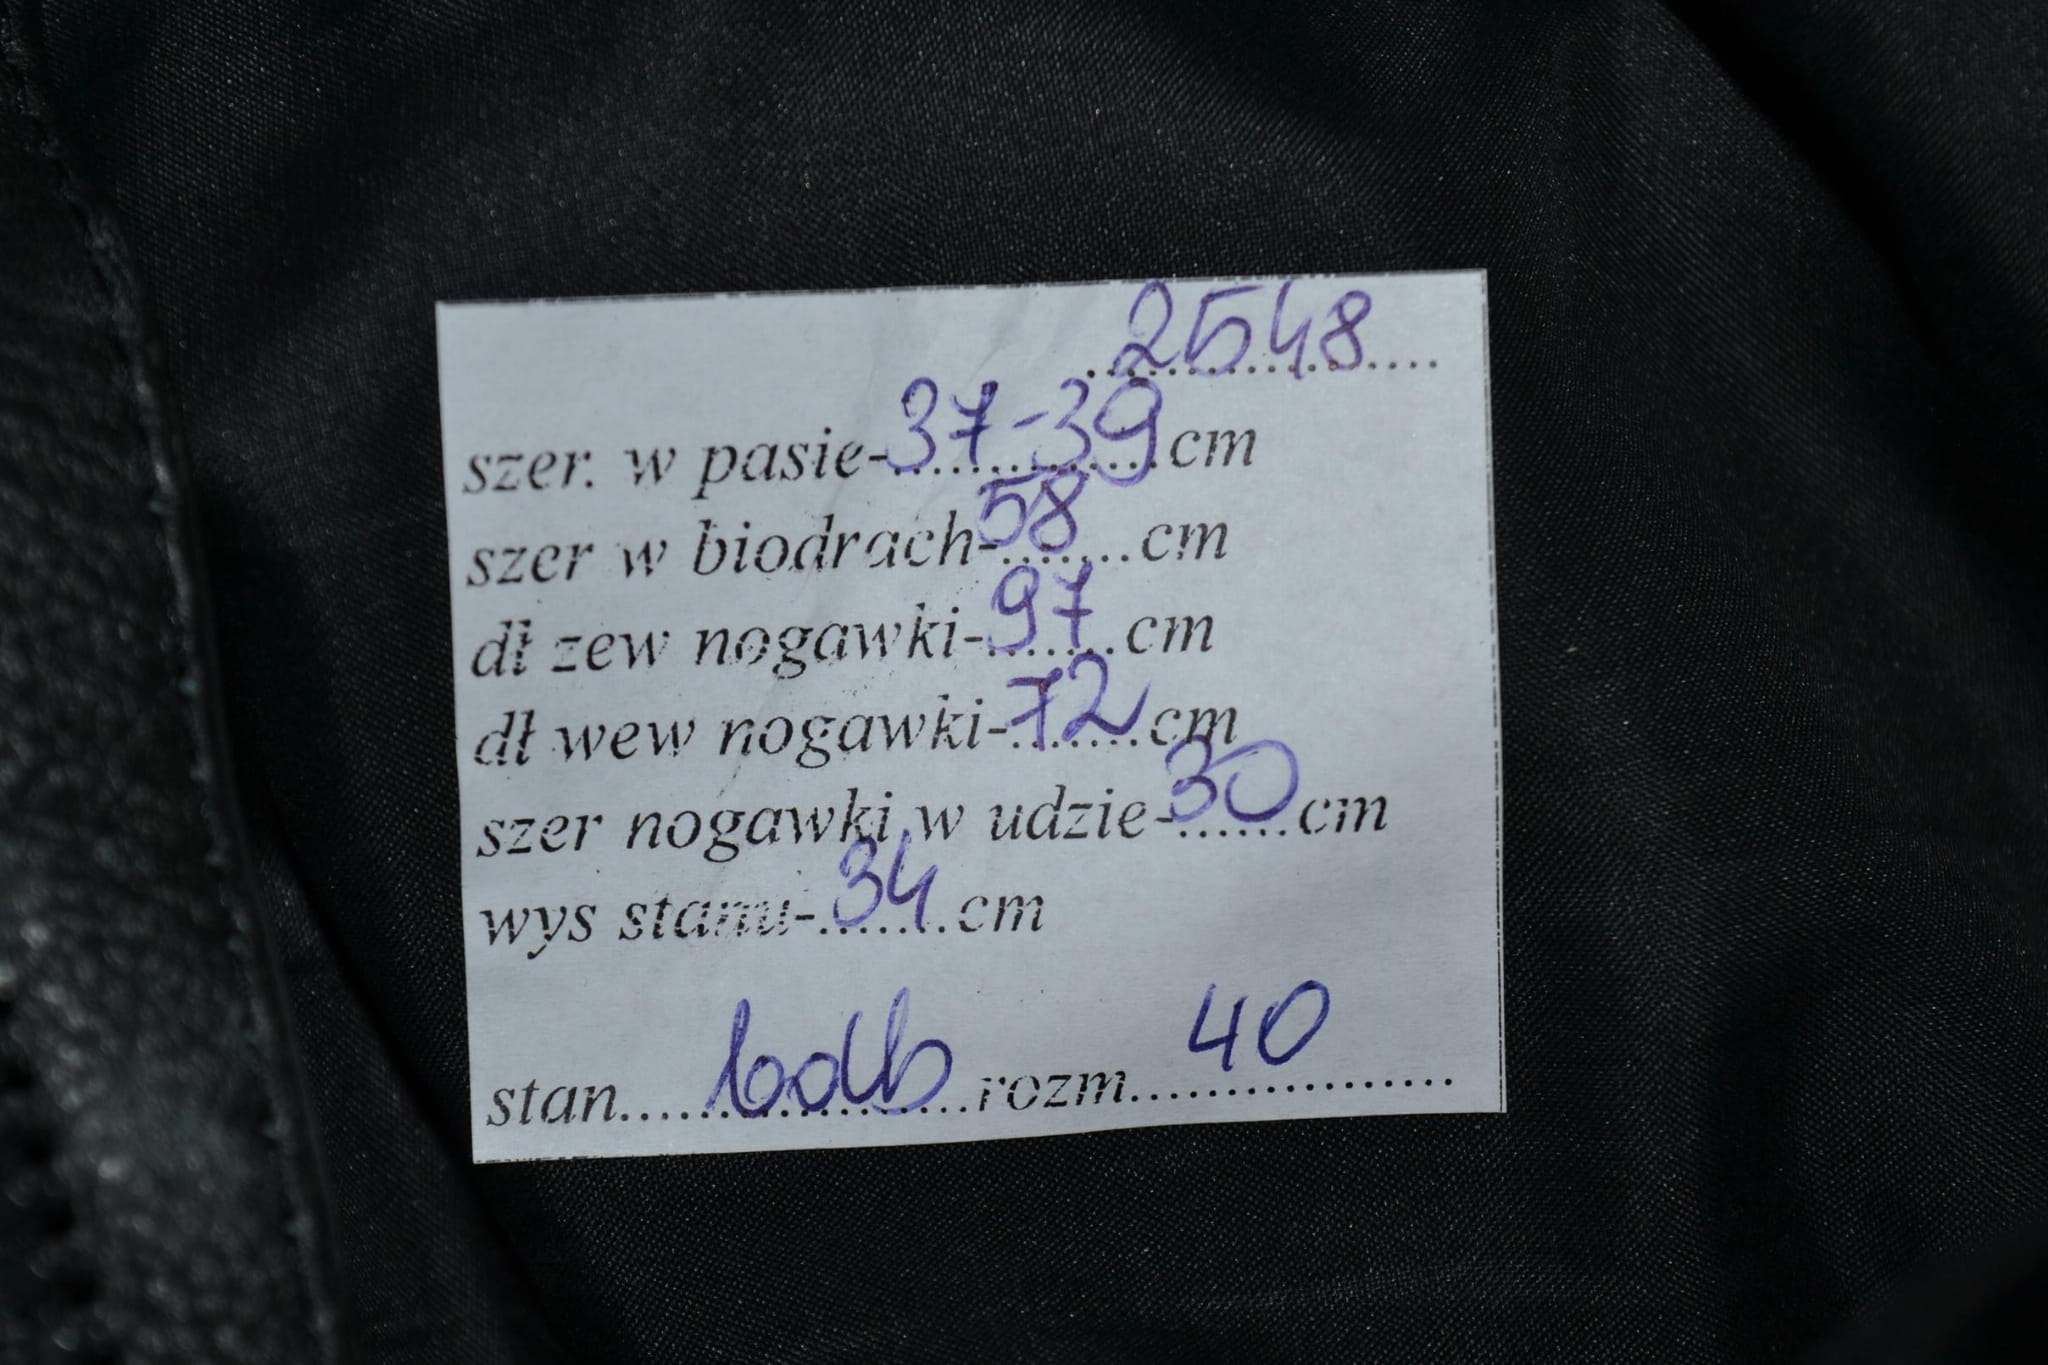 2548
szer. w pasie-37-39cm
szer w biodrach-58cm
dł zew nogawki-97cm
dł wew nogawki-72cm
szer nogawki w udzie-30cm
wys stanu-34cm
stan....bdb....rozm....40....